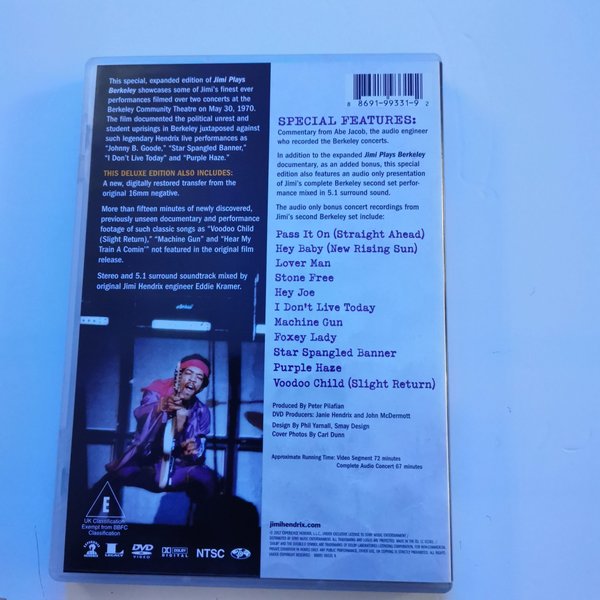 This special, expanded edition of Jimi Plays
Berkeley showcases some of Jimi's finest ever
performances filmed over two concerts at the
Berkeley Community Theatre on May 30, 1970.
The film documented the political unrest and
student uprisings in Berkeley juxtaposed against
such legendary Hendrix live performances as
"Johnny B. Goode," "Star Spangled Banner,"
"I Don't Live Today" and "Purple Haze."
THIS DELUXE EDITION ALSO INCLUDES:
A new, digitally restored transfer from the
original 16mm negative.
More than fifteen minutes of newly discovered,
previously unseen documentary and performance
footage of such classic songs as "Voodoo Child
(Slight Return)," "Machine Gun" and "Hear My
Train A Comin'" not featured in the original film
release.
Stereo and 5.1 surround soundtrack mixed by
original Jimi Hendrix engineer Eddie Kramer.
E
UK Classification
Exempt from BBFC
Classification
LEGACY
DVD
VIDEO
DOLBY
DIGITAL
NTSC
8 86919-99331-9 2
SPECIAL FEATURES:
Commentary from Abe Jacob, the audio engineer
who recorded the Berkeley concerts.
In addition to the expanded Jimi Plays Berkeley
documentary, as an added bonus, this special
edition also features an audio only presentation
of Jimi's complete Berkeley second set perfor-
mance mixed in 5.1 surround sound.
The audio only bonus concert recordings from
Jimi's second Berkeley set include:
Pass It On (Straight Ahead)
Hey Baby (New Rising Sun)
Lover Man
Stone Free
Hey Joe
I Don't Live Today
Machine Gun
Foxey Lady
Star Spangled Banner
Purple Haze
Voodoo Child (Slight Return)
Produced By Peter Pilafian
DVD Producers: Janie Hendrix and John McDermott
Design By Phil Yarnall, Smay Design
Cover Photos By Carl Dunn
Approximate Running Time: Video Segment 72 minutes
Complete Audio Concert 67 minutes
jimihendrix.com